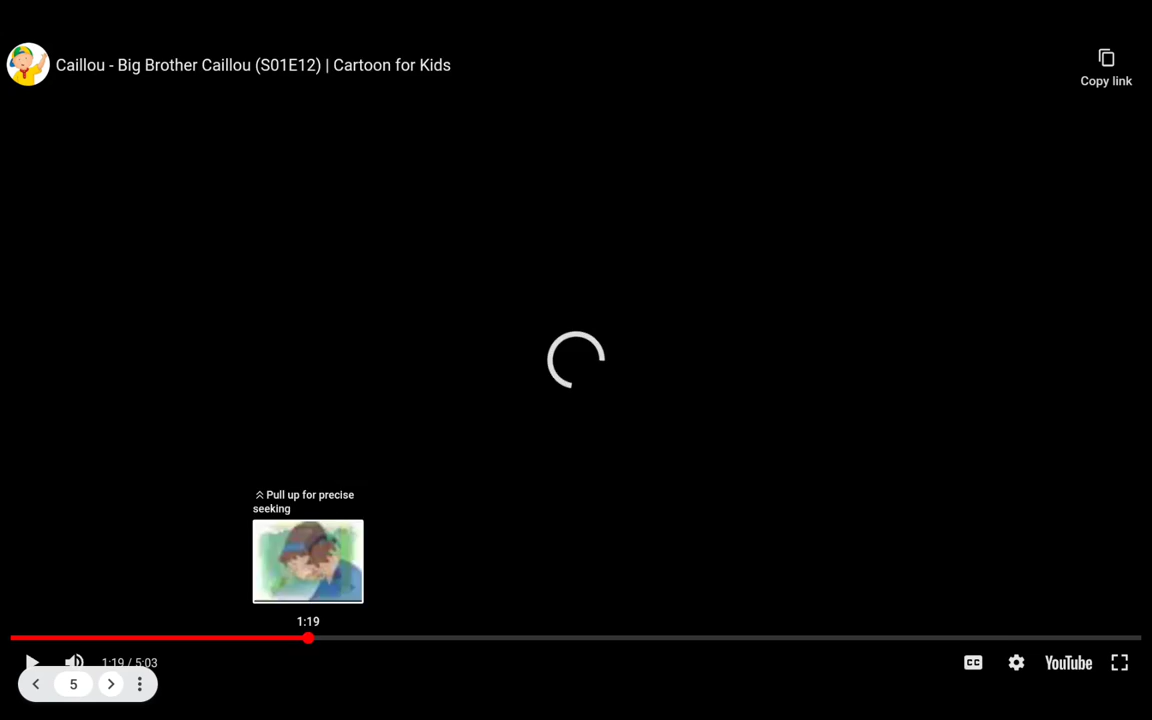 Caillou - Big Brother Caillou (S01E12) | Cartoon for Kids
Copy link
Pull up for precise
seeking
1:19
1:19 / 5:03
CC
YouTube
5